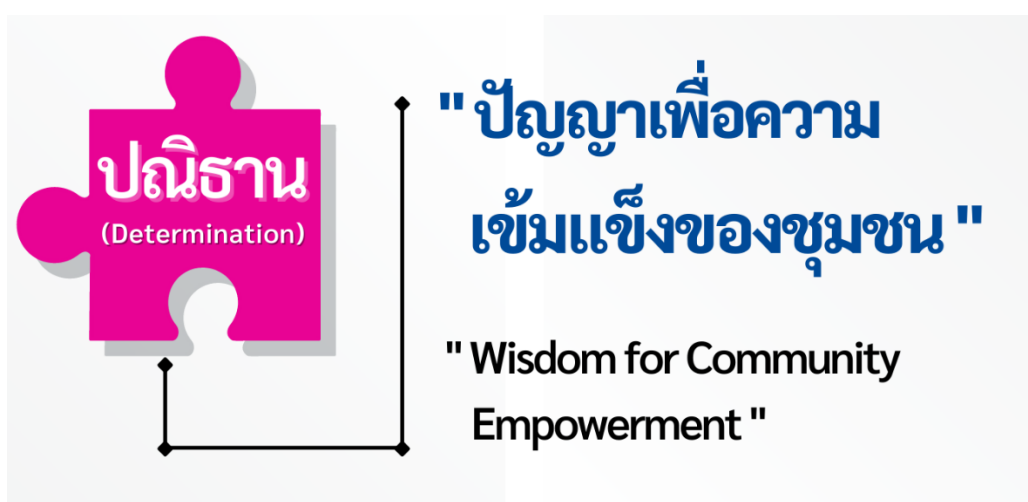 ปณิธาน
(Determination)
" ปัญญาเพื่อความ
เข้มแข็งของชุมชน "
" Wisdom for Community
Empowerment "